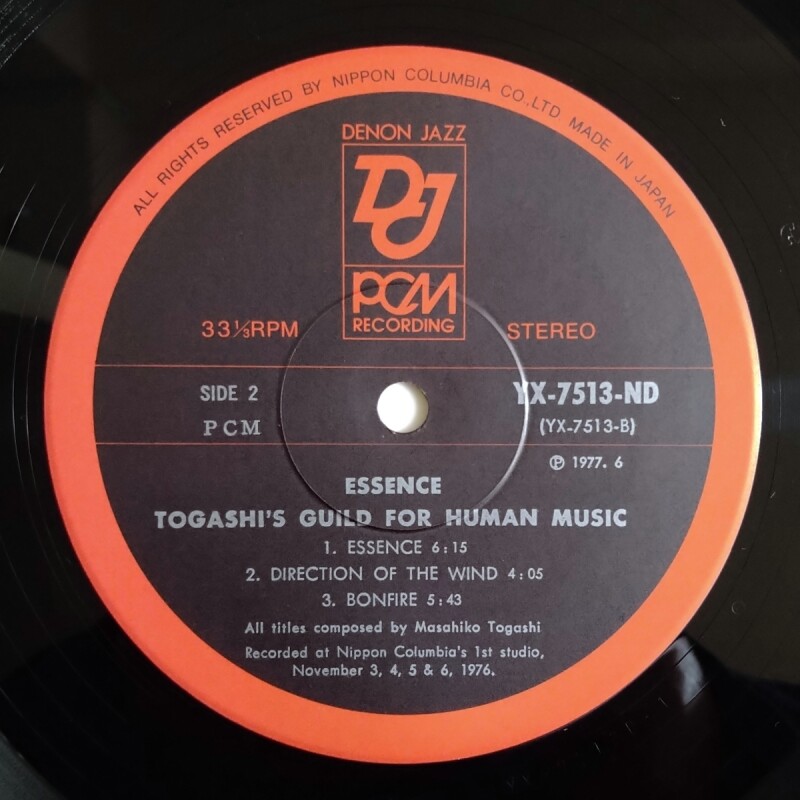 ALL RIGHTS RESERVED BY NIPPON COLUMBIA CO., LTD MADE IN JAPAN
DENON JAZZ
DJ
PCM
RECORDING
33⅓RPM
STEREO
SIDE 2
YX-7513-ND
PCM
(YX-7513-B)
Ⓟ 1977. 6
ESSENCE
TOGASHI'S GUILD FOR HUMAN MUSIC
1. ESSENCE 6:15
2. DIRECTION OF THE WIND 4:05
3. BONFIRE 5:43
All titles composed by Masahiko Togashi
Recorded at Nippon Columbia's 1st studio,
November 3, 4, 5 & 6, 1976.